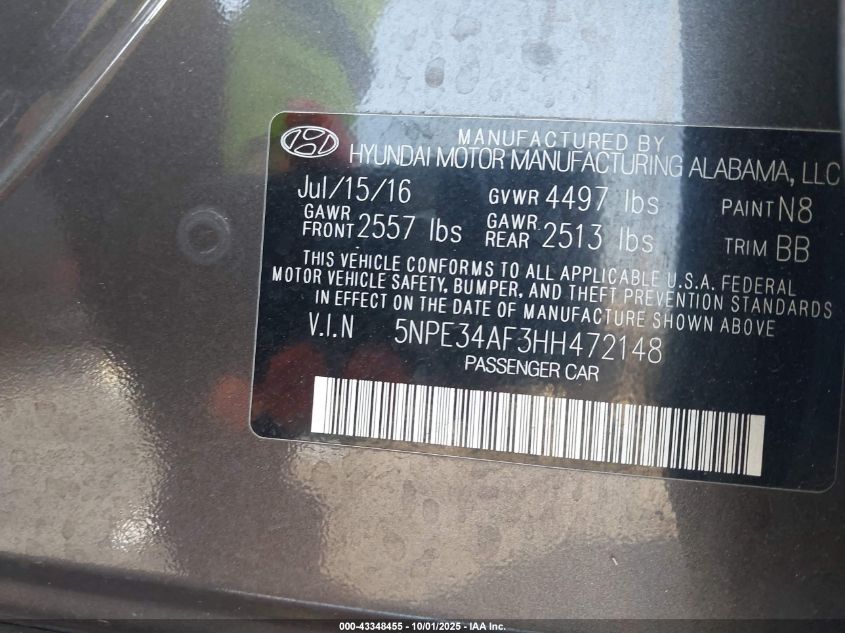 MANUFACTURED BY
HYUNDAI MOTOR MANUFACTURING ALABAMA, LLC
Jul/15/16 GVWR 4497 lbs PAINT N8
GAWR FRONT 2557 lbs GAWR REAR 2513 lbs TRIM BB
THIS VEHICLE CONFORMS TO ALL APPLICABLE U.S.A. FEDERAL
MOTOR VEHICLE SAFETY, BUMPER, AND THEFT PREVENTION STANDARDS
IN EFFECT ON THE DATE OF MANUFACTURE SHOWN ABOVE
V.I.N 5NPE34AF3HH472148
PASSENGER CAR
000-43348455 - 10/01/2025 - IAA Inc.